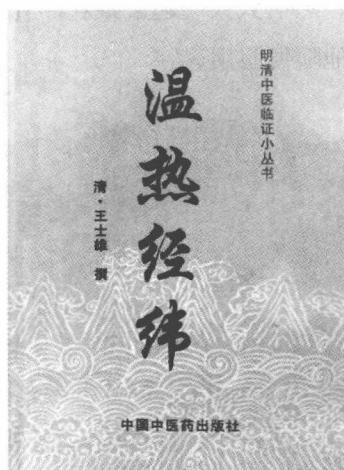 明清中医临证小丛书
温热经纬
清·王士雄 撰
中国中医药出版社